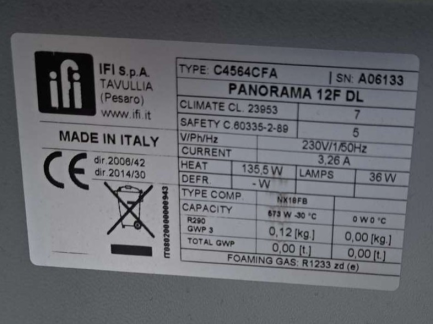 ifi
IFI S.p.A.
TAVULLIA
(Pesaro)
www.ifi.it
MADE IN ITALY
CE
dir.2006/42
dir.2014/30
TYPE: C4564CFA SN: A06133
PANORAMA 12F DL
CLIMATE CL. 23953 7
SAFETY C.60335-2-89 5
V/Ph/Hz 230V/1/50Hz
CURRENT 3,26 A
HEAT 135,5 W LAMPS 36 W
DEFR - W
TYPE COMP. NX18FB
CAPACITY 573 W -30 °C 0 W 0 °C
R290
GWP 3 0,12 [kg.] 0,00 [kg.]
TOTAL GWP 0,00 [t.] 0,00 [t.]
FOAMING GAS: R1233 zd (e)